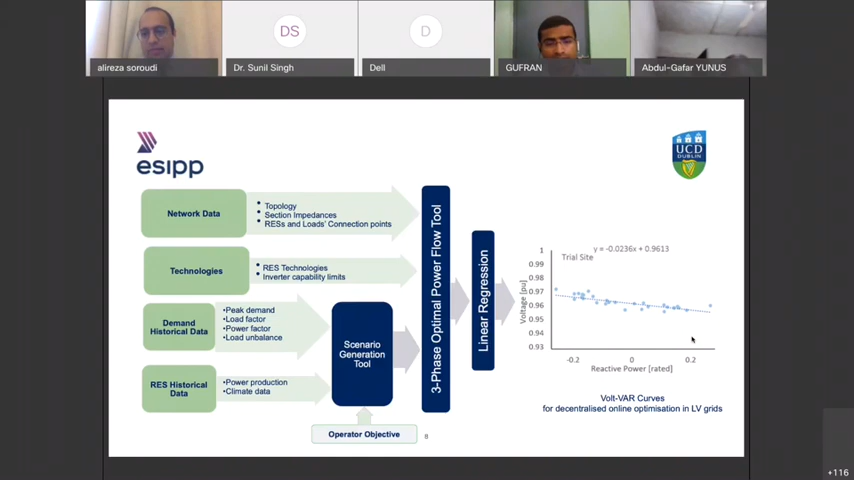 alireza soroudi
DS
Dr. Sunil Singh
D
Dell
GUFRAN
Abdul-Gafar YUNUS
esipp
UCD
DUBLIN
Network Data
• Topology
• Section Impedances
• RESs and Loads' Connection points
Technologies
• RES Technologies
• Inverter capability limits
Demand
Historical Data
•Peak demand
•Load factor
•Power factor
•Load unbalance
RES Historical
Data
•Power production
•Climate data
Scenario
Generation
Tool
Operator Objective
3-Phase Optimal Power Flow Tool
Linear Regression
y = -0.0236x + 0.9613
Trial Site
Voltage [pu]
1
0.99
0.98
0.97
0.96
0.95
0.94
0.93
-0.2
0
0.2
Reactive Power [rated]
Volt-VAR Curves
for decentralised online optimisation in LV grids
8
+116